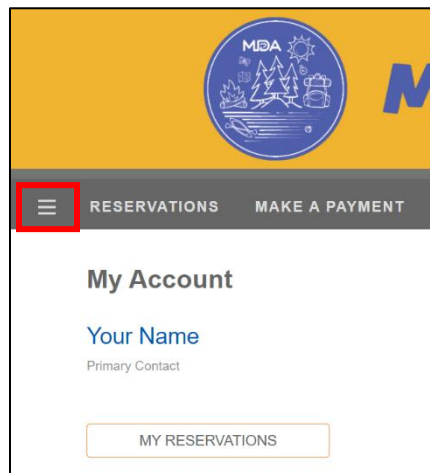 MDA
M
RESERVATIONS MAKE A PAYMENT
My Account
Your Name
Primary Contact
MY RESERVATIONS